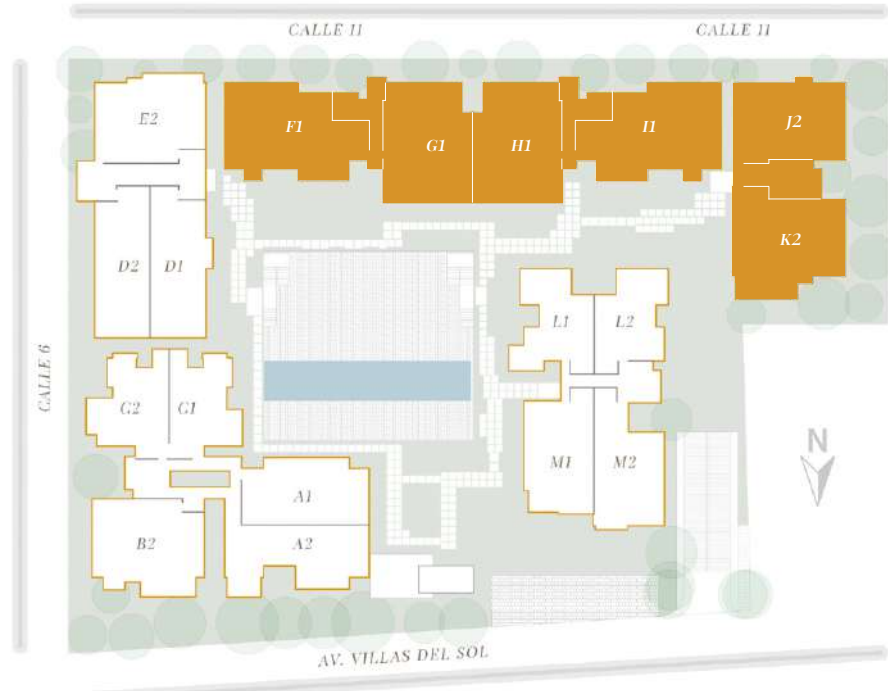 CALLE 11
CALLE 11
E2
F1
G1
H1
I1
J2
K2
D2
D1
CALLE 6
L1
L2
C2
C1
N
M1
M2
A1
B2
A2
AV. VILLAS DEL SOL